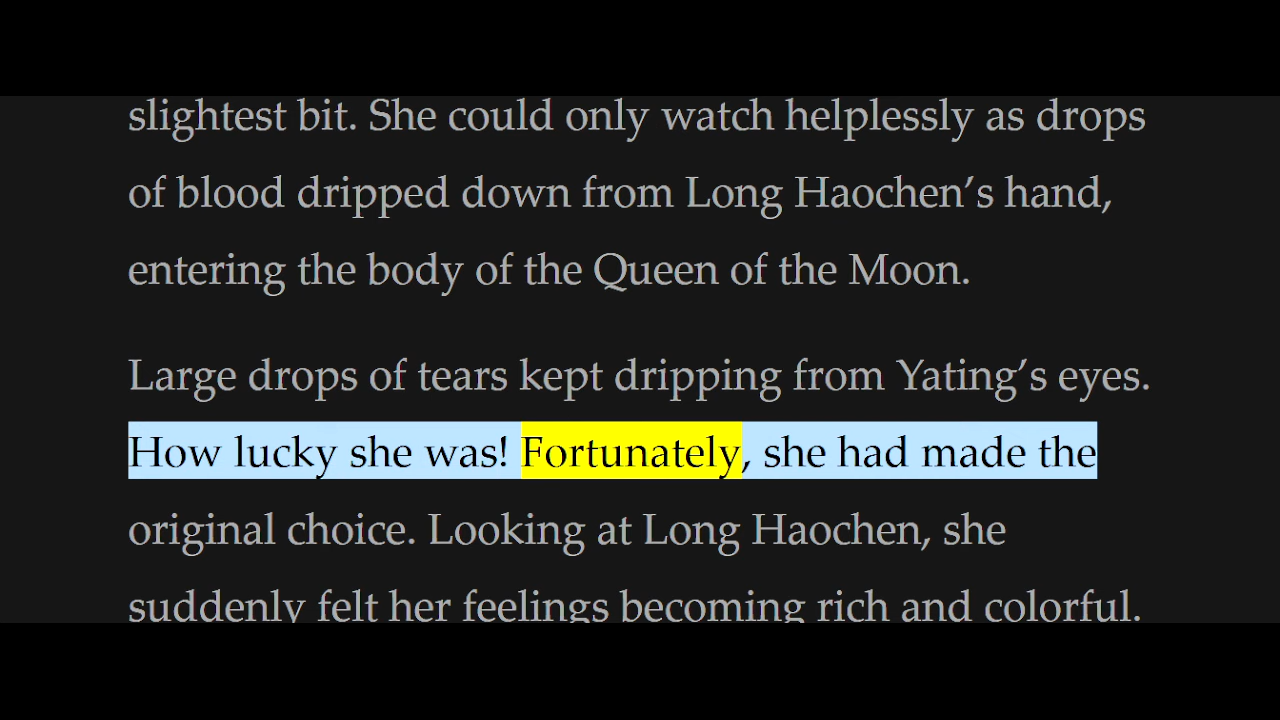 slightest bit. She could only watch helplessly as drops
of blood dripped down from Long Haochen’s hand,
entering the body of the Queen of the Moon.
Large drops of tears kept dripping from Yating’s eyes.
How lucky she was! Fortunately, she had made the
original choice. Looking at Long Haochen, she
suddenly felt her feelings becoming rich and colorful.